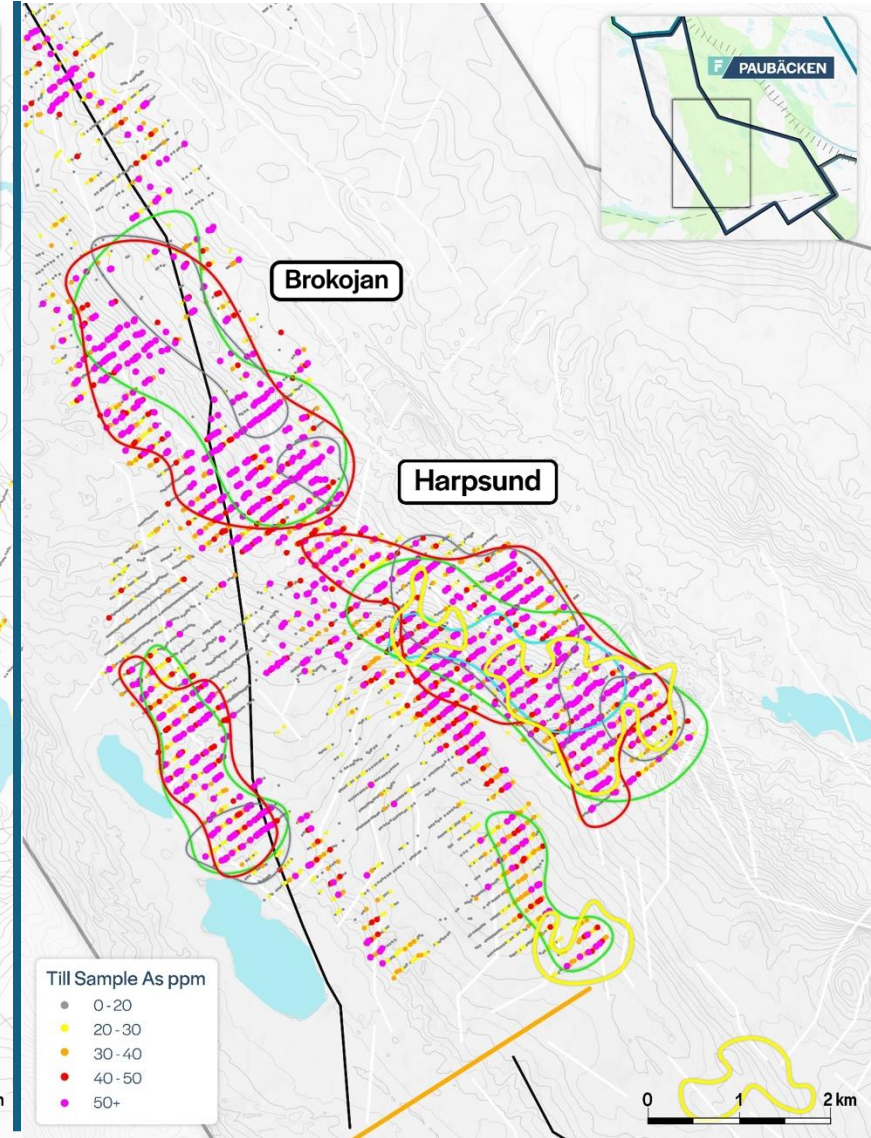 PAUBÄCKEN
Brokojan
Harpsund
Till Sample As ppm
0-20
20-30
30-40
40-50
50+
0 1 2 km